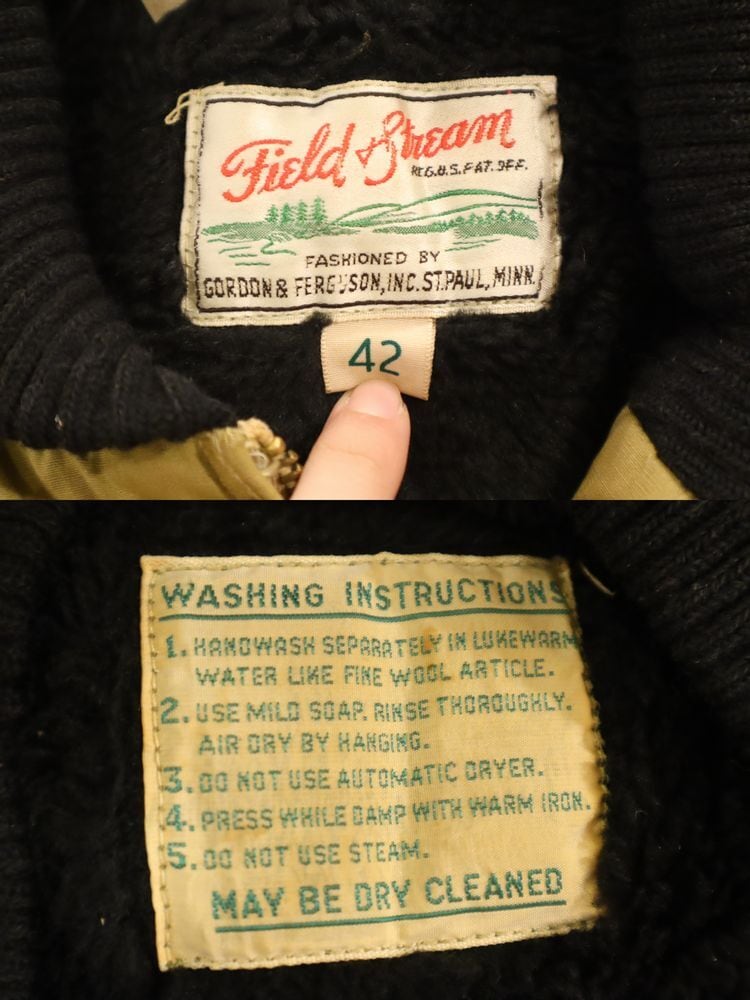 Field & Stream
REG.U.S.PAT.OFF.
FASHIONED BY
GORDON & FERGUSON, INC. ST. PAUL, MINN.
42
WASHING INSTRUCTIONS
1. HANDWASH SEPARATELY IN LUKEWARM
WATER LIKE FINE WOOL ARTICLE.
2. USE MILD SOAP. RINSE THOROUGHLY.
AIR DRY BY HANGING.
3. DO NOT USE AUTOMATIC DRYER.
4. PRESS WHILE DAMP WITH WARM IRON.
5. DO NOT USE STEAM.
MAY BE DRY CLEANED